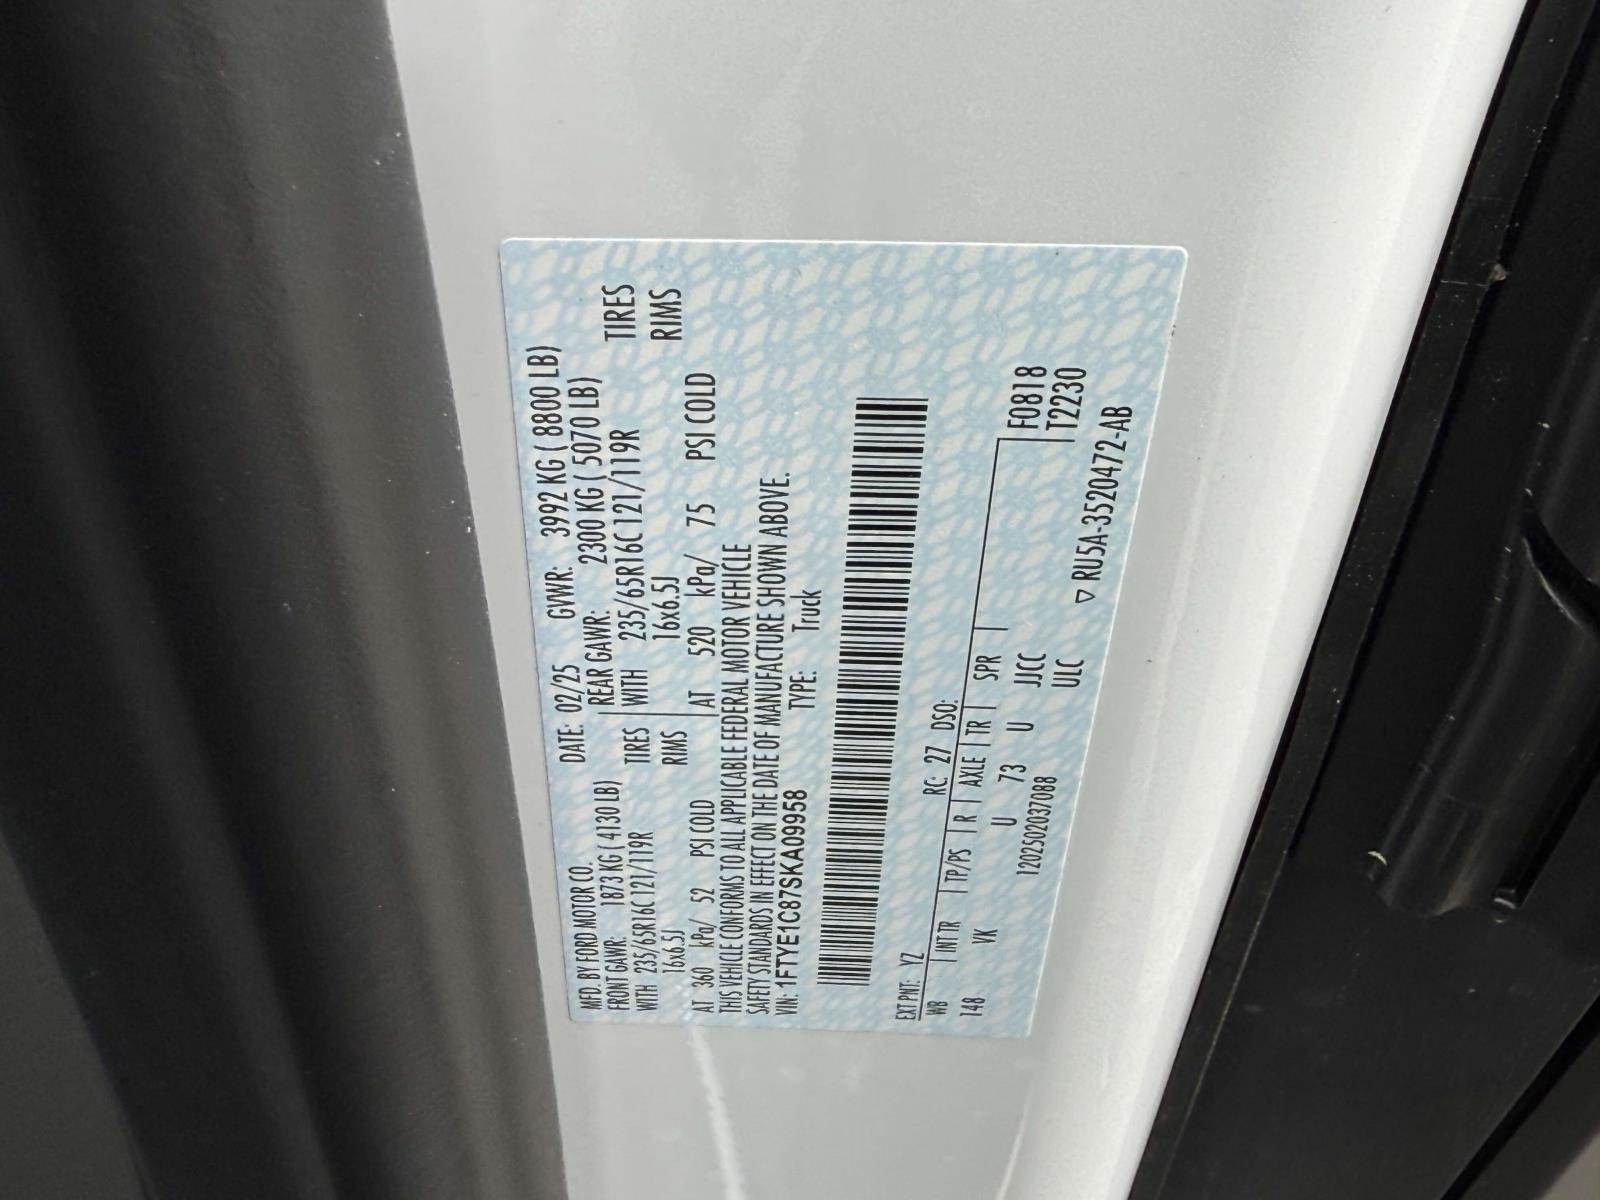 MFD. BY FORD MOTOR CO. DATE: 02/25 GVWR: 3992 KG ( 8800 LB)
FRONT GAWR: 1873 KG ( 4130 LB) REAR GAWR: 2300 KG ( 5070 LB)
WITH 235/65R16C 121/119R TIRES WITH 235/65R16C 121/119R TIRES
16x6.5J RIMS 16x6.5J RIMS
AT 360 kPa/ 52 PSI COLD AT 520 kPa/ 75 PSI COLD
THIS VEHICLE CONFORMS TO ALL APPLICABLE FEDERAL MOTOR VEHICLE
SAFETY STANDARDS IN EFFECT ON THE DATE OF MANUFACTURE SHOWN ABOVE.
VIN: 1FTYE1C87SKA09958 TYPE: Truck
EXT PNT: YZ RC: 27 DSO:
WB INT TR TP/PS R AXLE TR SPR F0818
148 VK U 73 U JJCC T2230
12025020370​88 ULC
▽ RU5A-3520472-AB